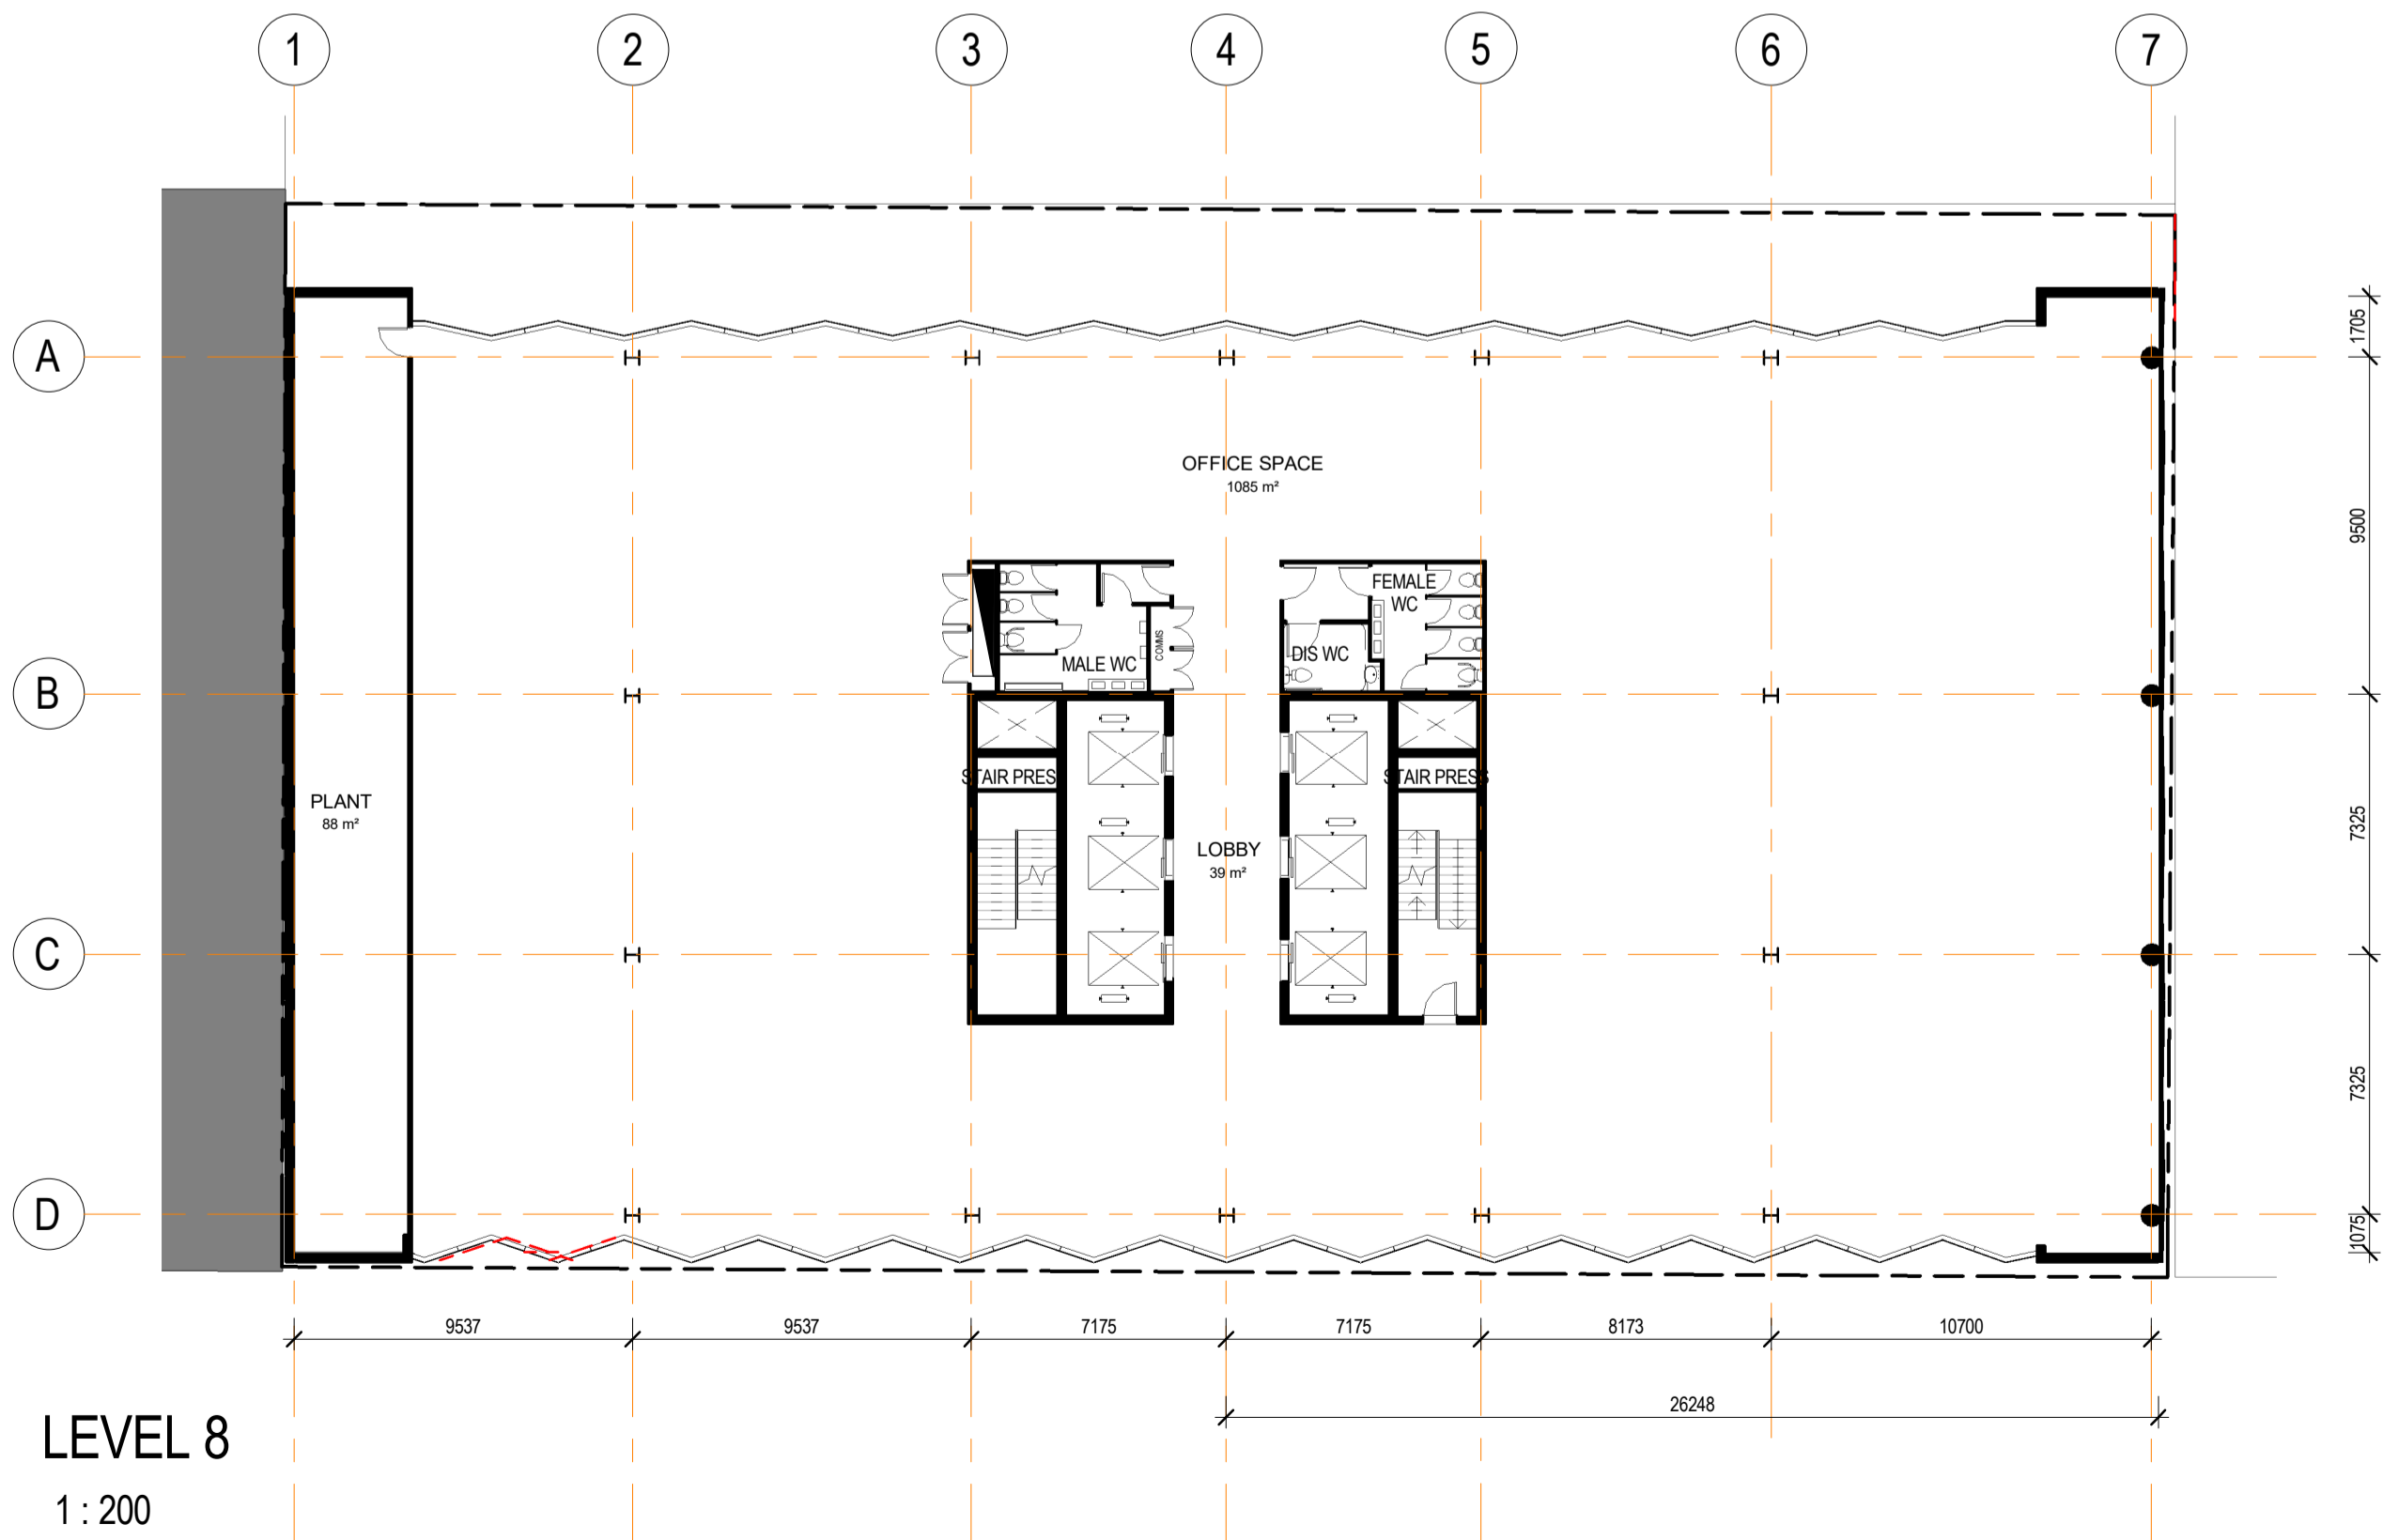 1
2
3
4
5
6
7
A
B
C
D
1705
9500
7325
7325
1075
OFFICE SPACE
1085 m²
FEMALE
WC
MALE WC
COMMS
DIS WC
STAIR PRESS
STAIR PRESS
PLANT
88 m²
LOBBY
39 m²
9537
9537
7175
7175
8173
10700
26248
LEVEL 8
1 : 200